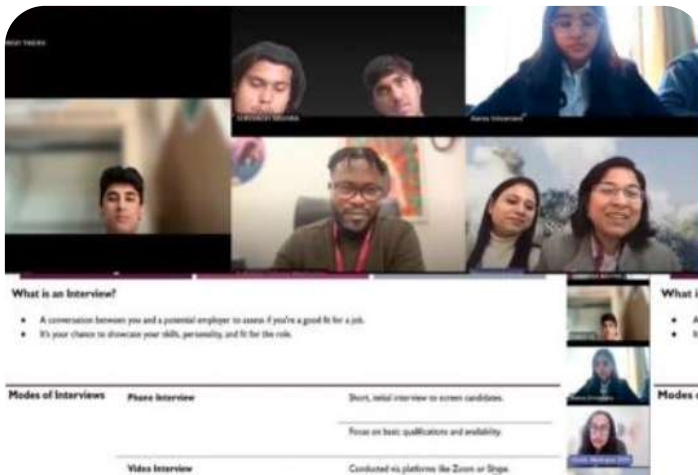 What is an Interview?
• A conversation between you and a potential employer to assess if you're a good fit for a job.
• It's your chance to showcase your skills, personality, and fit for the role.
Modes of Interviews
Phone Interview
Short, initial interview to screen candidates.
Focus on basic qualifications and availability.
Video Interview
Conducted via platforms like Zoom or Skype.
What i
• A
• It
Modes o